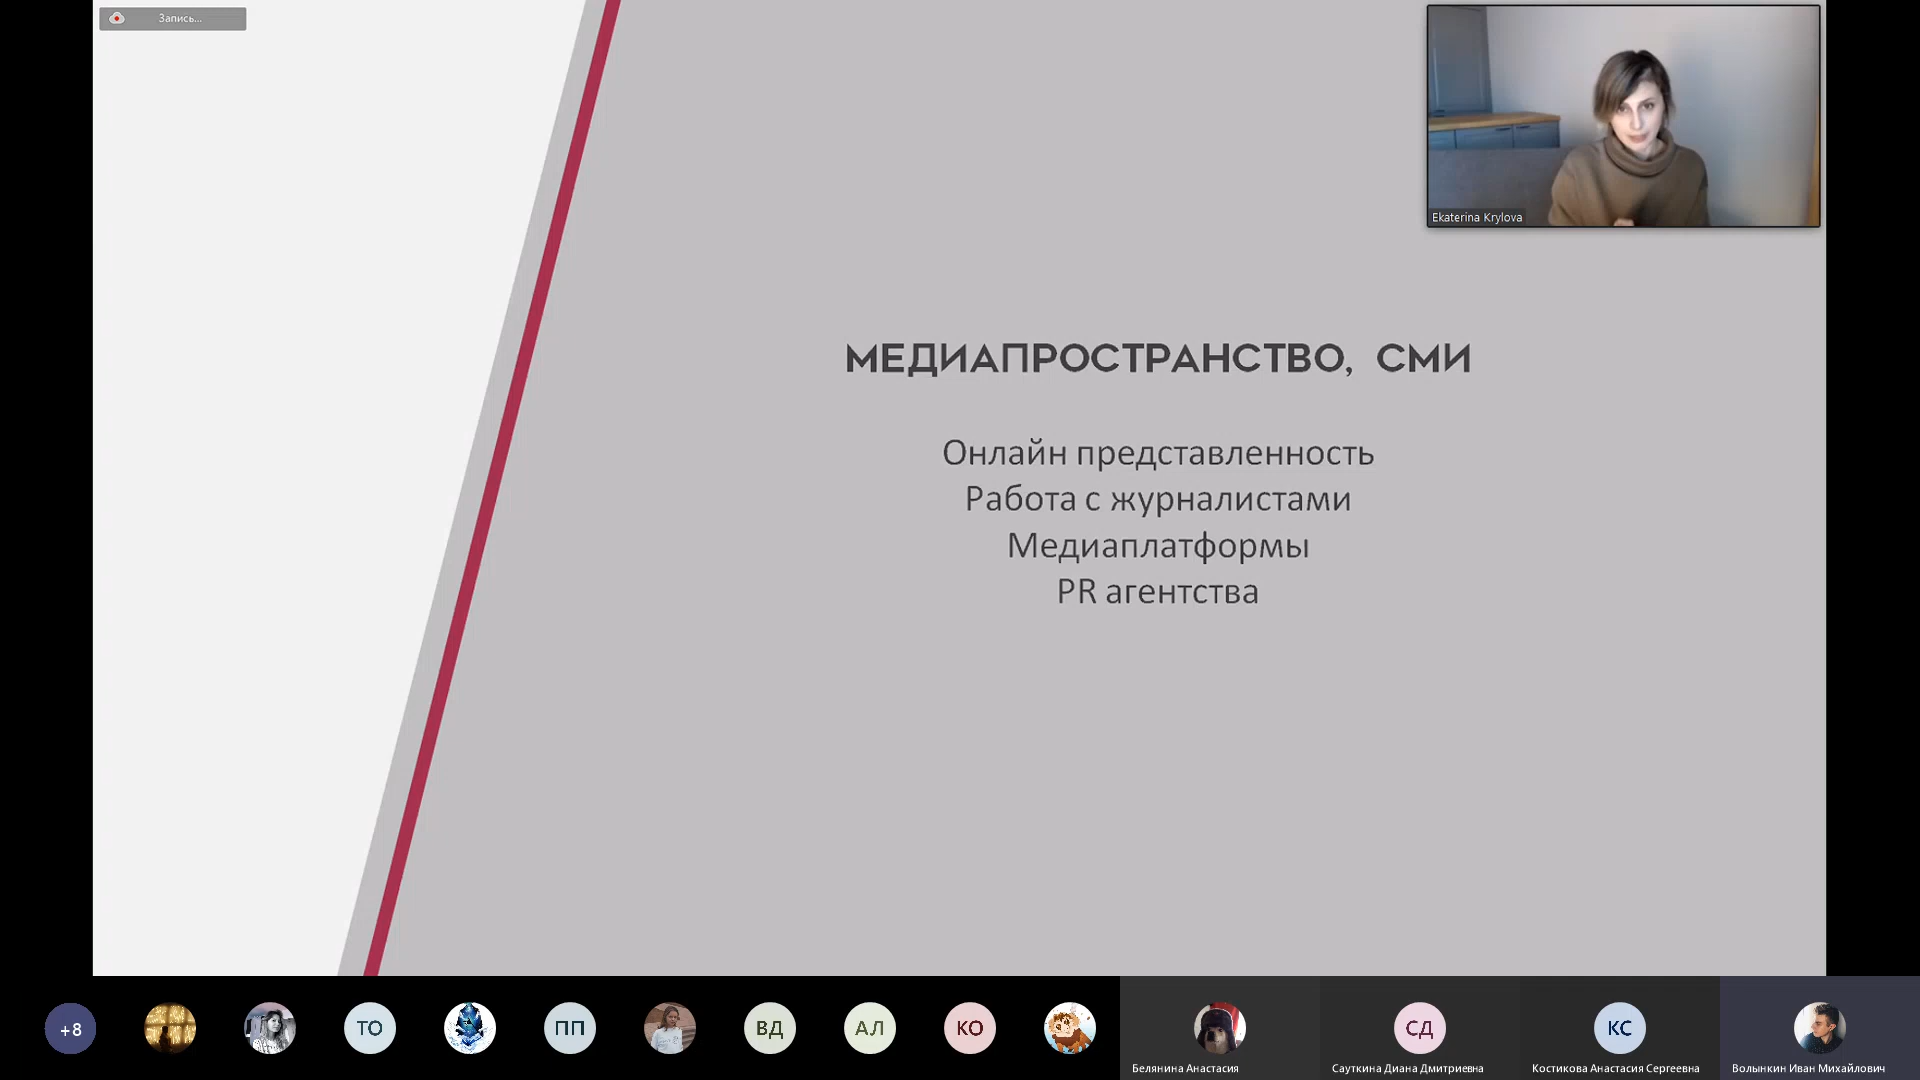 Запись...
Ekaterina Krylova
МЕДИАПРОСТРАНСТВО, СМИ
Онлайн представленность
Работа с журналистами
Медиаплатформы
PR агентства
+8
ТО
ПП
ВД
АЛ
КО
СД
КС
Белянина Анастасия
Сауткина Диана Дмитриевна
Костикова Анастасия Сергеевна
Волынкин Иван Михайлович